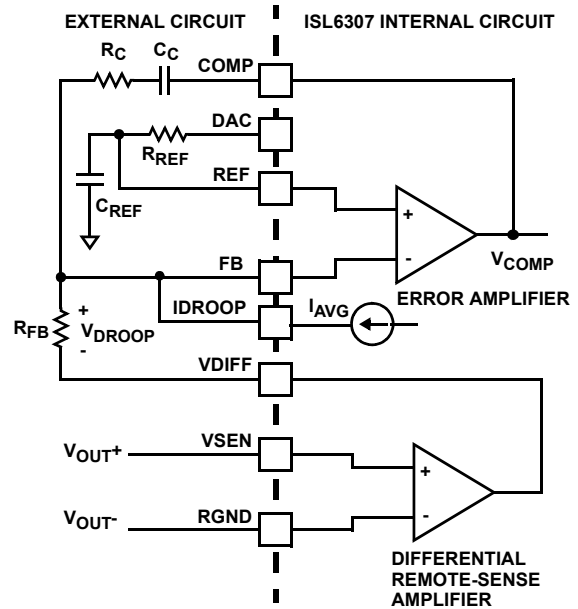 EXTERNAL CIRCUIT
ISL6307 INTERNAL CIRCUIT
RC
CC
COMP
DAC
RREF
REF
CREF
+
-
VCOMP
FB
ERROR AMPLIFIER
IDROOP
IAVG
RFB
+
VDROOP
-
VDIFF
VOUT+
VSEN
+
VOUT-
RGND
-
DIFFERENTIAL
REMOTE-SENSE
AMPLIFIER